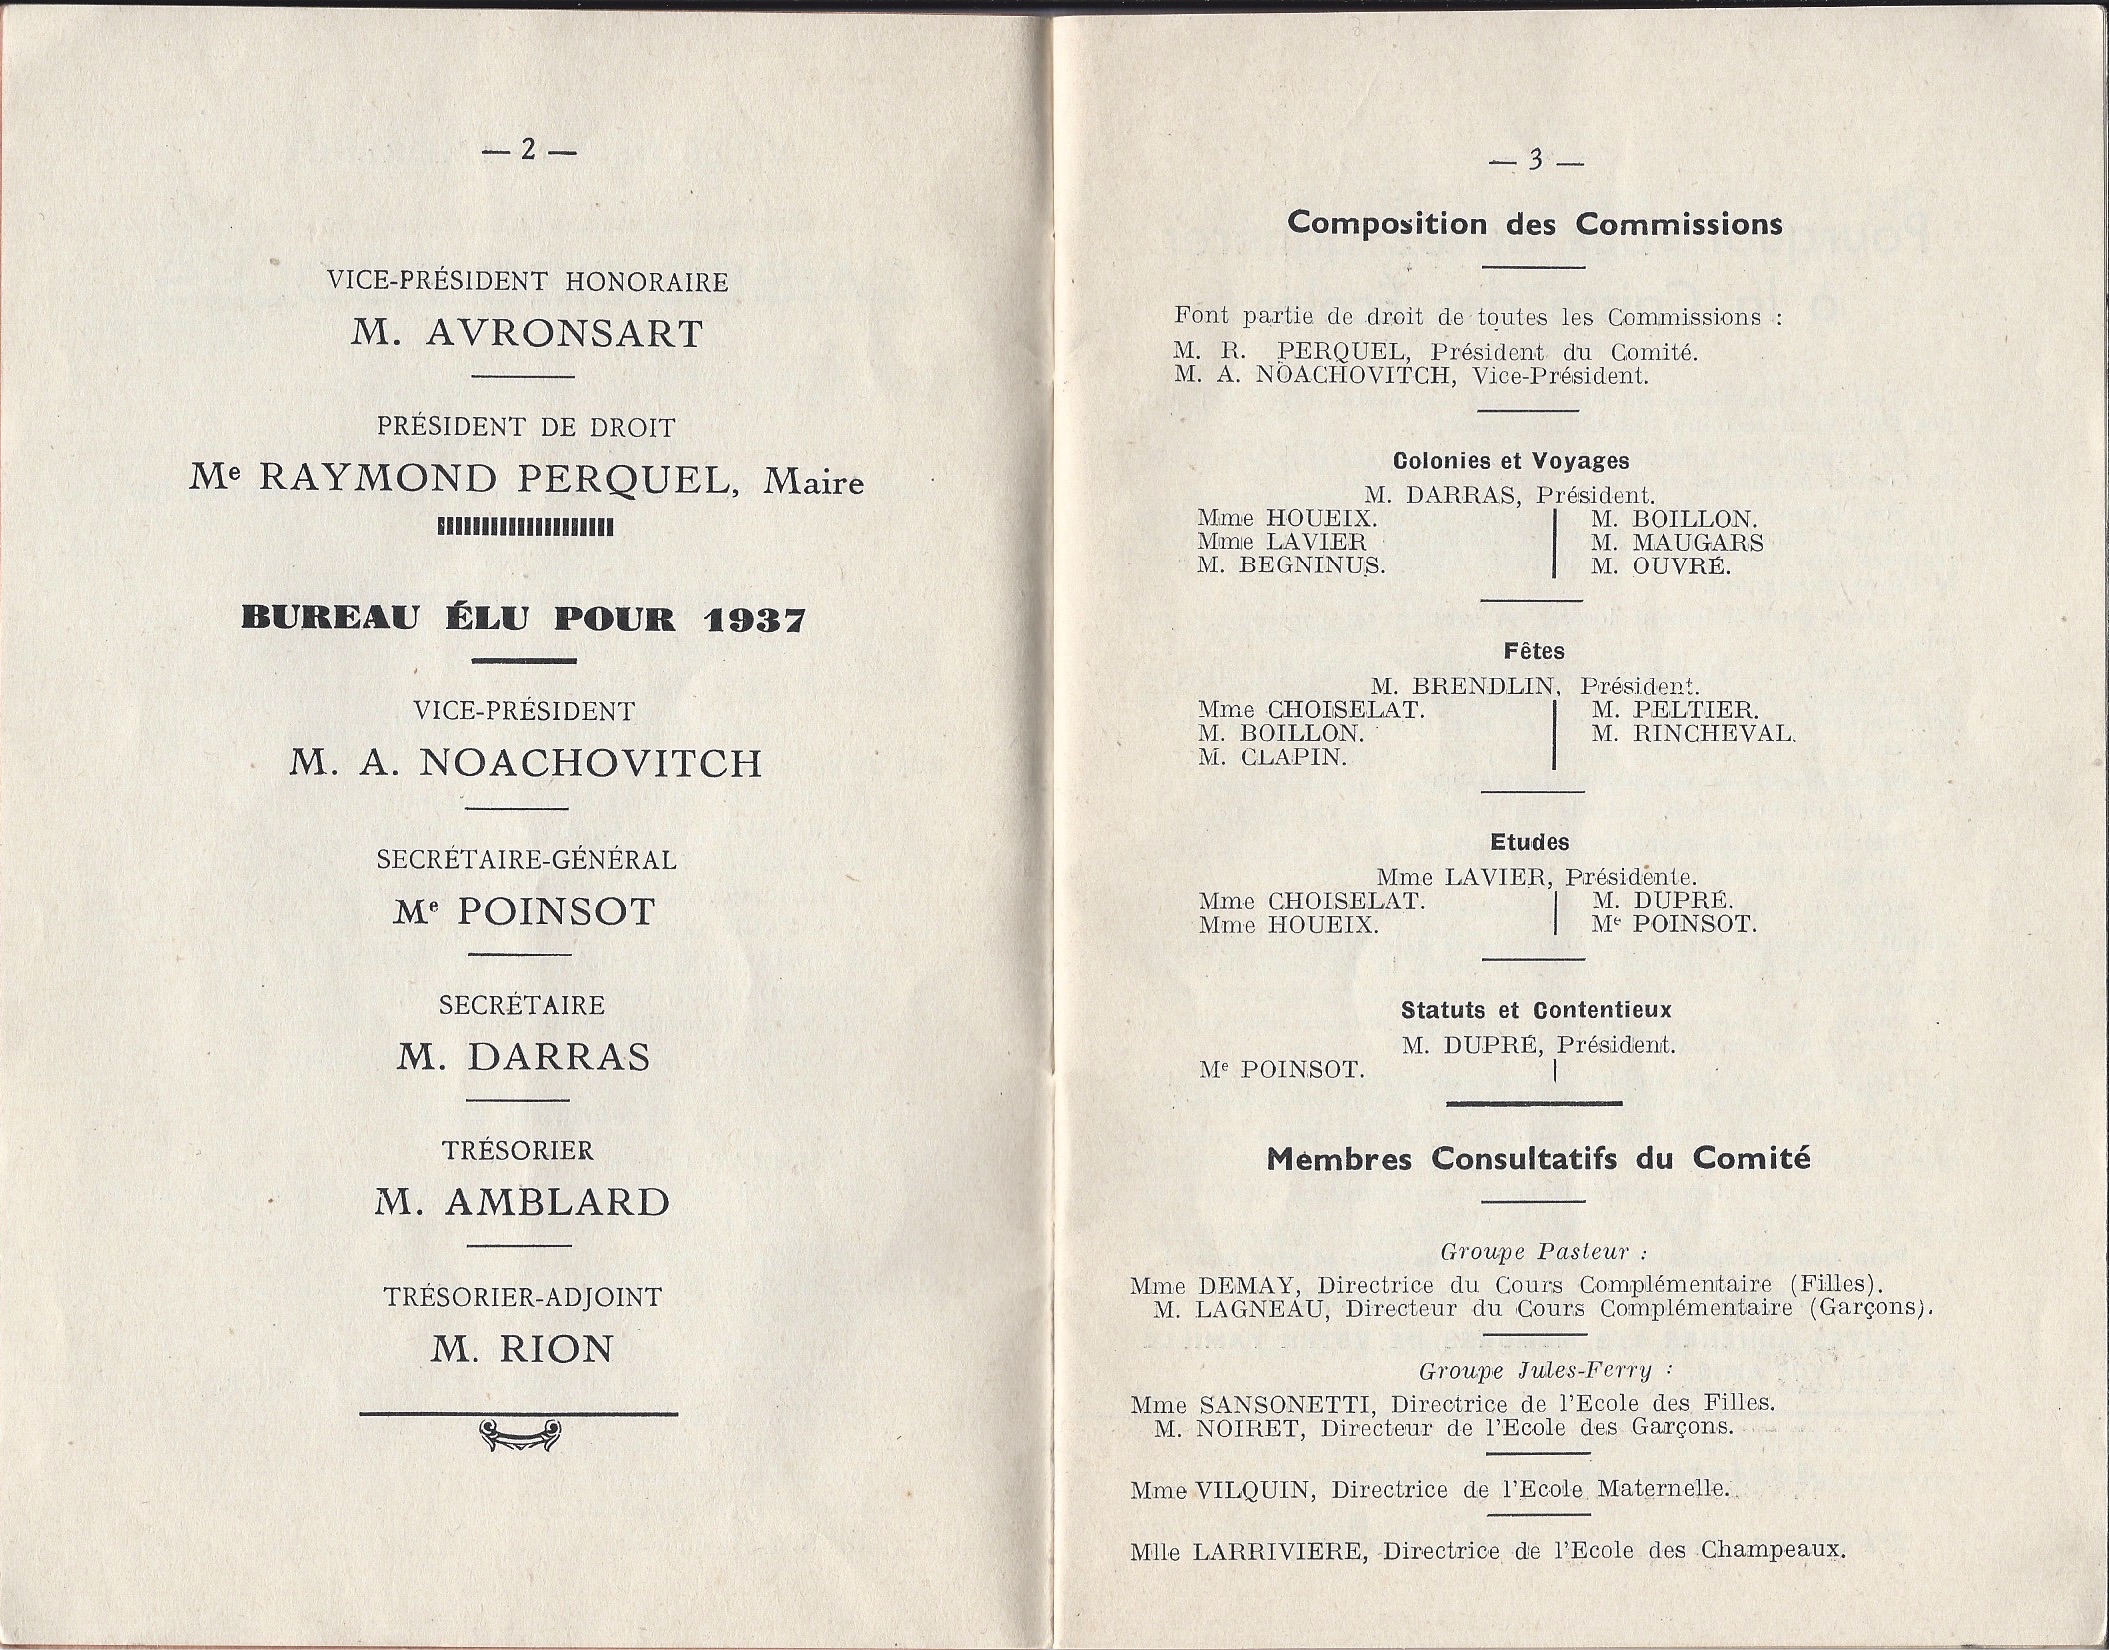 — 2 —
VICE-PRÉSIDENT HONORAIRE
M. AVRONSART
PRÉSIDENT DE DROIT
Me RAYMOND PERQUEL, Maire
BUREAU ÉLU POUR 1937
VICE-PRÉSIDENT
M. A. NOACHOVITCH
SECRÉTAIRE-GÉNÉRAL
Me POINSOT
SECRÉTAIRE
M. DARRAS
TRÉSORIER
M. AMBLARD
TRÉSORIER-ADJOINT
M. RION
— 3 —
Composition des Commissions
Font partie de droit de toutes les Commissions :
M. R. PERQUEL, Président du Comité.
M. A. NOACHOVITCH, Vice-Président.
Colonies et Voyages
M. DARRAS, Président.
Mme HOUEIX.
Mme LAVIER
M. BEGNINUS.
M. BOILLON.
M. MAUGARS
M. OUVRÉ.
Fêtes
M. BRENDLIN, Président.
Mme CHOISELAT.
M. BOILLON.
M. CLAPIN.
M. PELTIER.
M. RINCHEVAL.
Etudes
Mme LAVIER, Présidente.
Mme CHOISELAT.
Mme HOUEIX.
M. DUPRÉ.
Me POINSOT.
Statuts et Contentieux
M. DUPRÉ, Président.
Me POINSOT.
Membres Consultatifs du Comité
Groupe Pasteur :
Mme DEMAY, Directrice du Cours Complémentaire (Filles).
M. LAGNEAU, Directeur du Cours Complémentaire (Garçons).
Groupe Jules-Ferry :
Mme SANSONETTI, Directrice de l'Ecole des Filles.
M. NOIRET, Directeur de l'Ecole des Garçons.
Mme VILQUIN, Directrice de l'Ecole Maternelle.
Mlle LARRIVIERE, Directrice de l'Ecole des Champeaux.